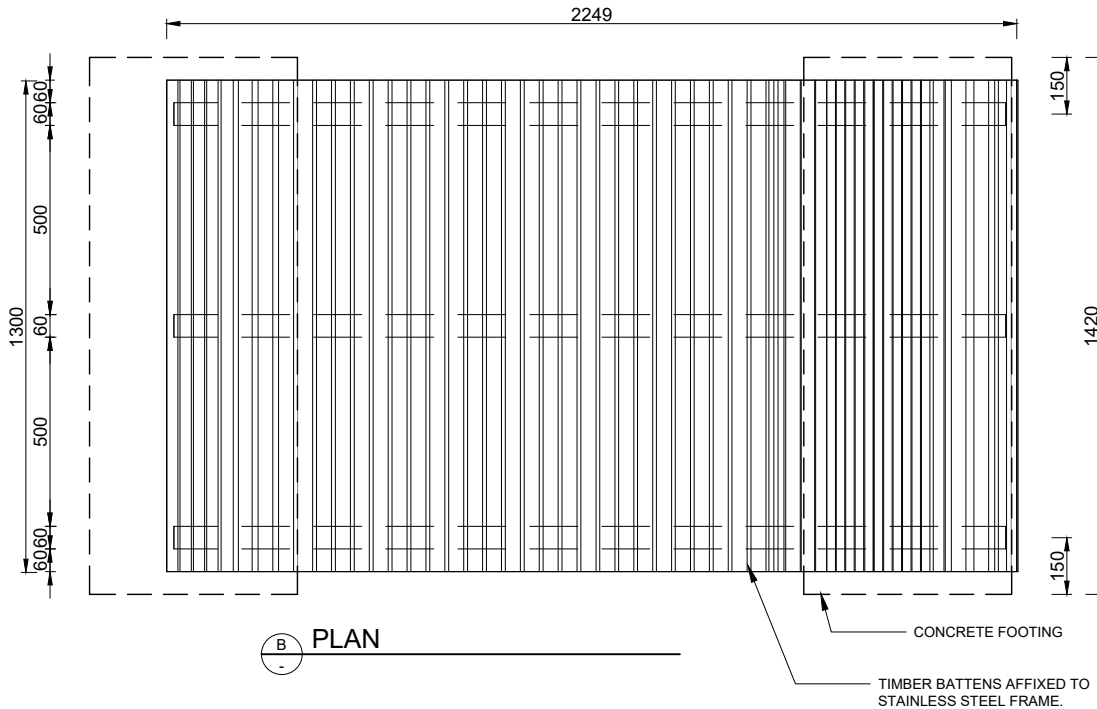 2249
60
60
500
60
500
60
60
1300
150
150
1420
B
-
PLAN
CONCRETE FOOTING
TIMBER BATTENS AFFIXED TO
STAINLESS STEEL FRAME.